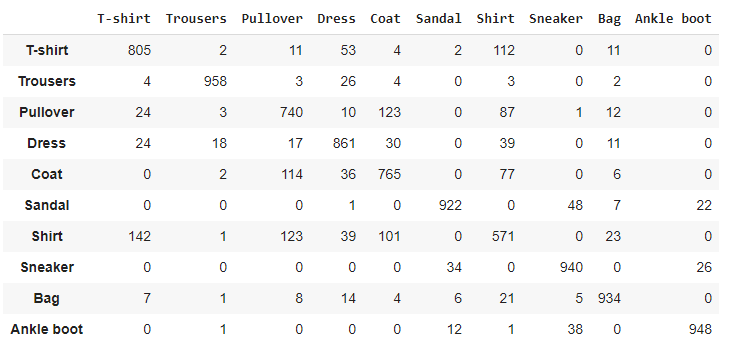 T-shirt Trousers Pullover Dress Coat Sandal Shirt Sneaker Bag Ankle boot
T-shirt 805 2 11 53 4 2 112 0 11 0
Trousers 4 958 3 26 4 0 3 0 2 0
Pullover 24 3 740 10 123 0 87 1 12 0
Dress 24 18 17 861 30 0 39 0 11 0
Coat 0 2 114 36 765 0 77 0 6 0
Sandal 0 0 0 1 0 922 0 48 7 22
Shirt 142 1 123 39 101 0 571 0 23 0
Sneaker 0 0 0 0 0 34 0 940 0 26
Bag 7 1 8 14 4 6 21 5 934 0
Ankle boot 0 1 0 0 0 12 1 38 0 948